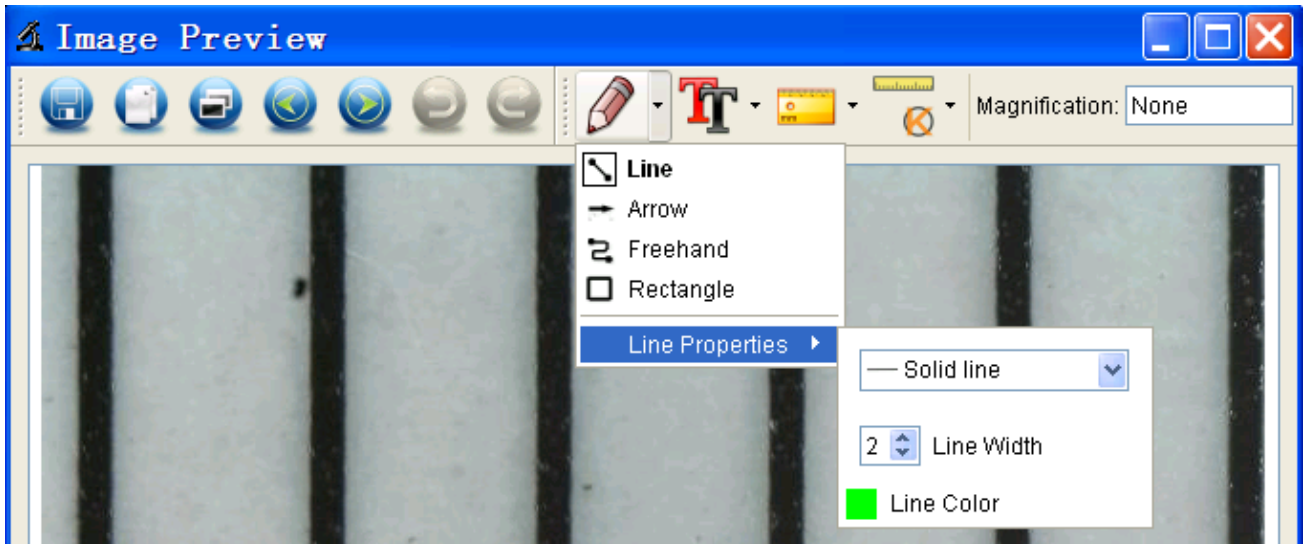 Image Preview
Magnification: None
Line
Arrow
Freehand
Rectangle
Line Properties
Solid line
2 Line Width
Line Color